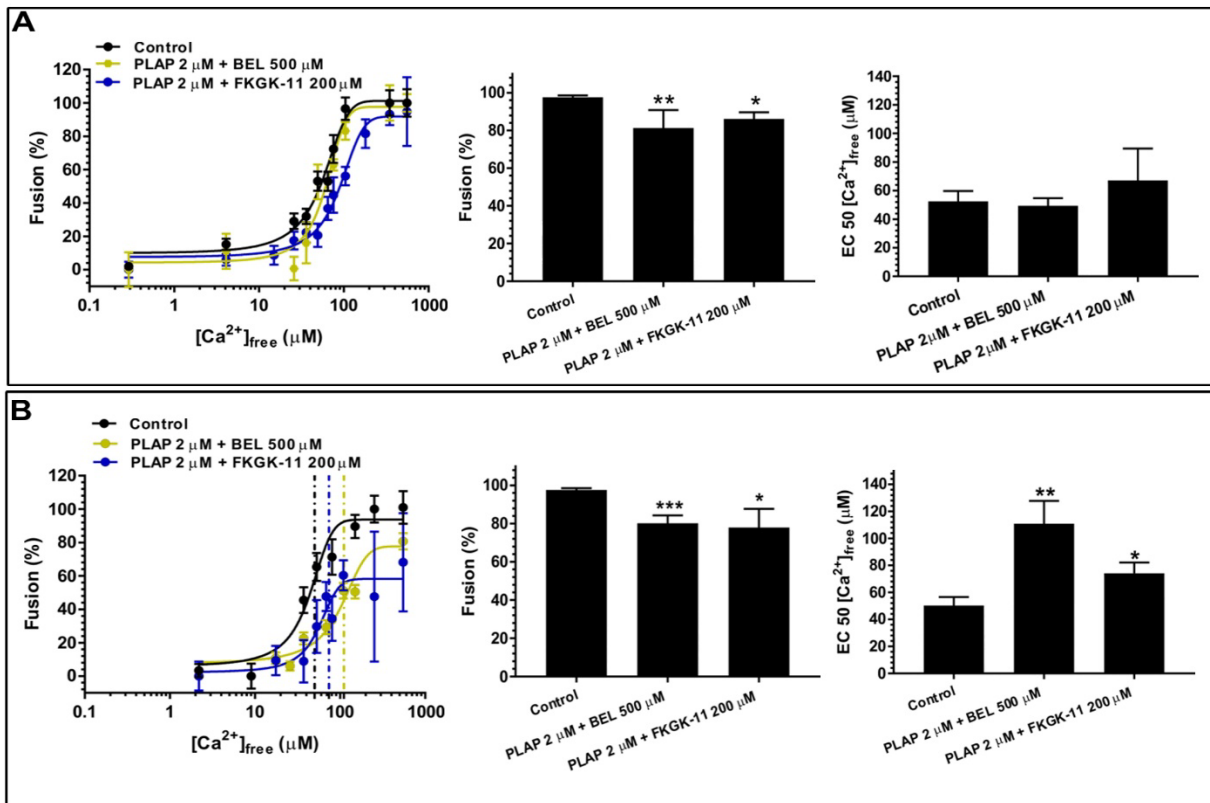 A
Control
PLAP 2 μM + BEL 500 μM
PLAP 2 μM + FKGK-11 200 μM
Fusion (%)
120
100
80
60
40
20
0
0.1 1 10 100 1000
[Ca²⁺]free (μM)
Fusion (%)
100
80
60
40
20
0
** *
Control
PLAP 2 μM + BEL 500 μM
PLAP 2 μM + FKGK-11 200 μM
EC 50 [Ca²⁺]free (μM)
140
120
100
80
60
40
20
0
Control
PLAP 2μM + BEL 500 μM
PLAP 2μM + FKGK-11 200 μM
B
Control
PLAP 2 μM + BEL 500 μM
PLAP 2 μM + FKGK-11 200 μM
Fusion (%)
120
100
80
60
40
20
0
10 100 1000
[Ca²⁺]free (μM)
Fusion (%)
100
80
60
40
20
0
*** *
Control
PLAP 2 μM + BEL 500 μM
PLAP 2 μM + FKGK-11 200 μM
EC 50 [Ca²⁺]free (μM)
140
120
100
80
60
40
20
0
** *
Control
PLAP 2 μM + BEL 500 μM
PLAP 2 μM + FKGK-11 200 μM